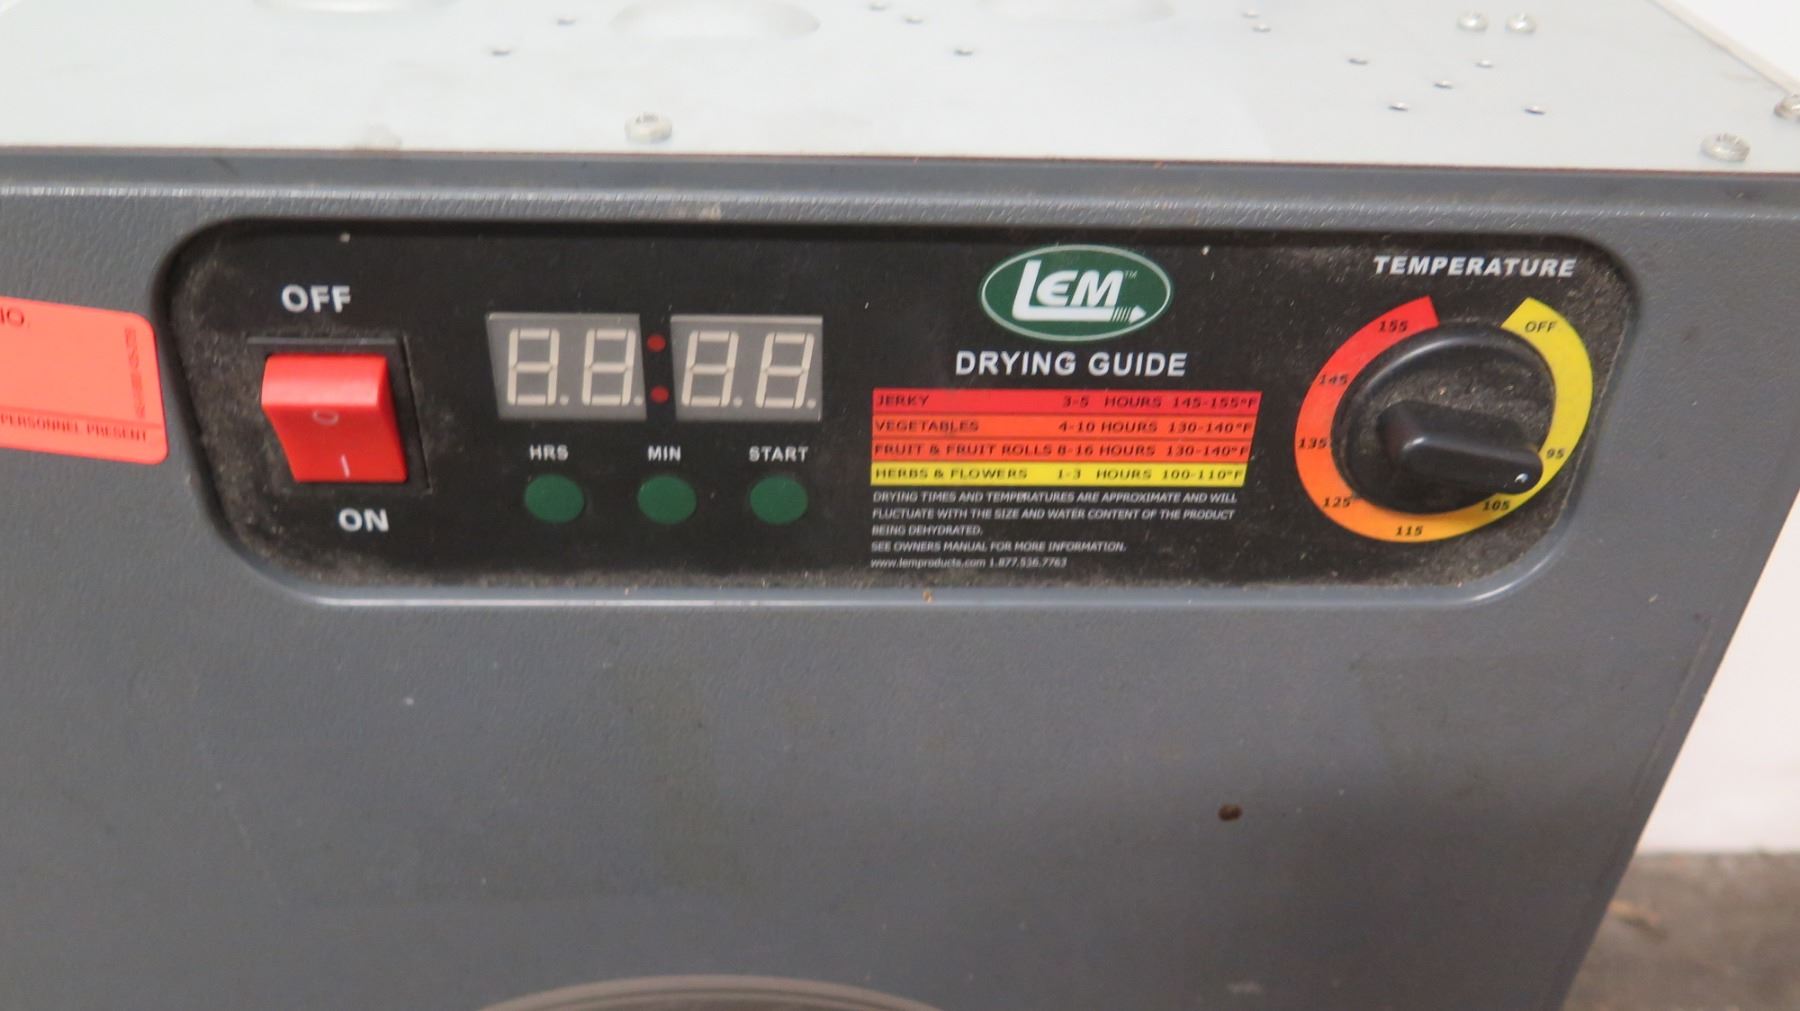 NO.
PERSONNEL PRESENT
OFF
ON
HRS
MIN
START
LEM™
DRYING GUIDE
JERKY 3-5 HOURS 145-155°F
VEGETABLES 4-10 HOURS 130-140°F
FRUIT & FRUIT ROLLS 8-16 HOURS 130-140°F
HERBS & FLOWERS 1-3 HOURS 100-110°F
DRYING TIMES AND TEMPERATURES ARE APPROXIMATE AND WILL
FLUCTUATE WITH THE SIZE AND WATER CONTENT OF THE PRODUCT
BEING DEHYDRATED.
SEE OWNERS MANUAL FOR MORE INFORMATION.
www.lemproducts.com 1.877.536.7763
TEMPERATURE
OFF
95
105
115
125
135
145
155